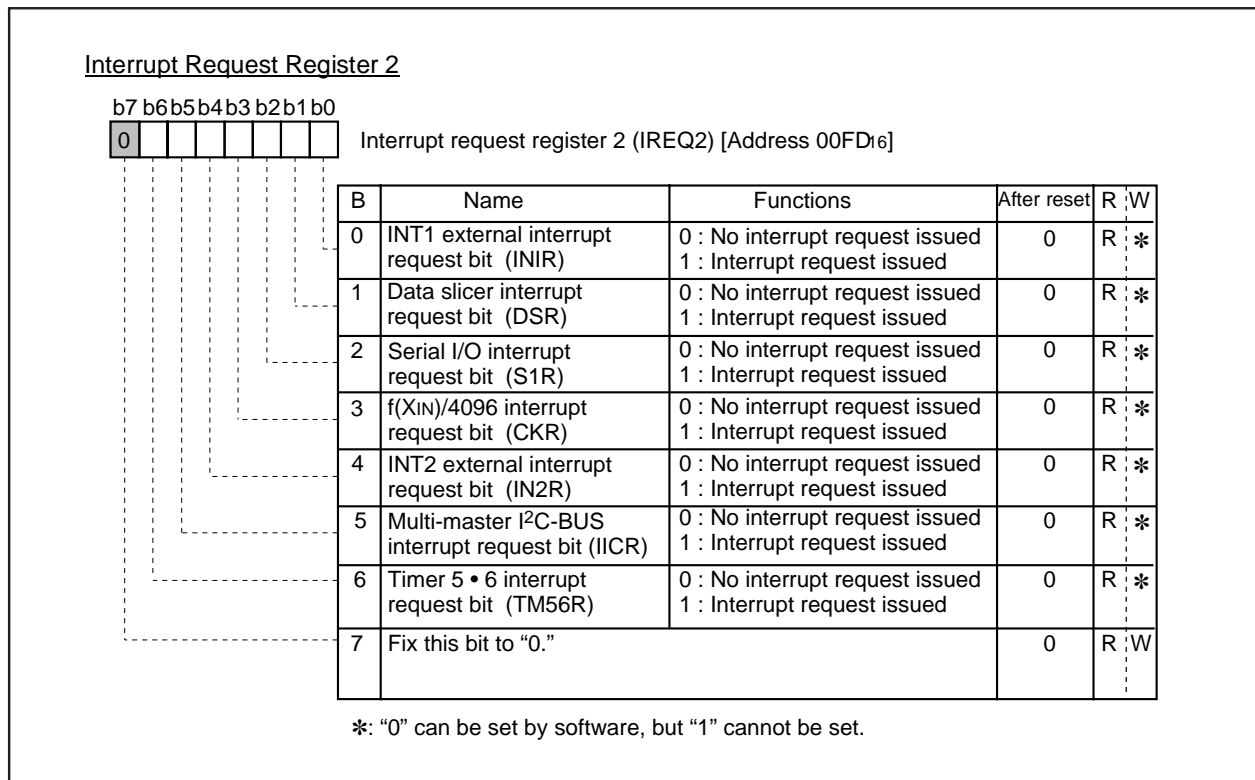 Interrupt Request Register 2
b7 b6 b5 b4 b3 b2 b1 b0
0
Interrupt request register 2 (IREQ2) [Address 00FD16]
B Name Functions After reset R W
0 INT1 external interrupt 0 : No interrupt request issued 0 R ✻
request bit (INIR) 1 : Interrupt request issued
1 Data slicer interrupt 0 : No interrupt request issued 0 R ✻
request bit (DSR) 1 : Interrupt request issued
2 Serial I/O interrupt 0 : No interrupt request issued 0 R ✻
request bit (S1R) 1 : Interrupt request issued
3 f(XIN)/4096 interrupt 0 : No interrupt request issued 0 R ✻
request bit (CKR) 1 : Interrupt request issued
4 INT2 external interrupt 0 : No interrupt request issued 0 R ✻
request bit (IN2R) 1 : Interrupt request issued
5 Multi-master I2C-BUS 0 : No interrupt request issued 0 R ✻
interrupt request bit (IICR) 1 : Interrupt request issued
6 Timer 5 • 6 interrupt 0 : No interrupt request issued 0 R ✻
request bit (TM56R) 1 : Interrupt request issued
7 Fix this bit to “0.” 0 R W
✻: “0” can be set by software, but “1” cannot be set.